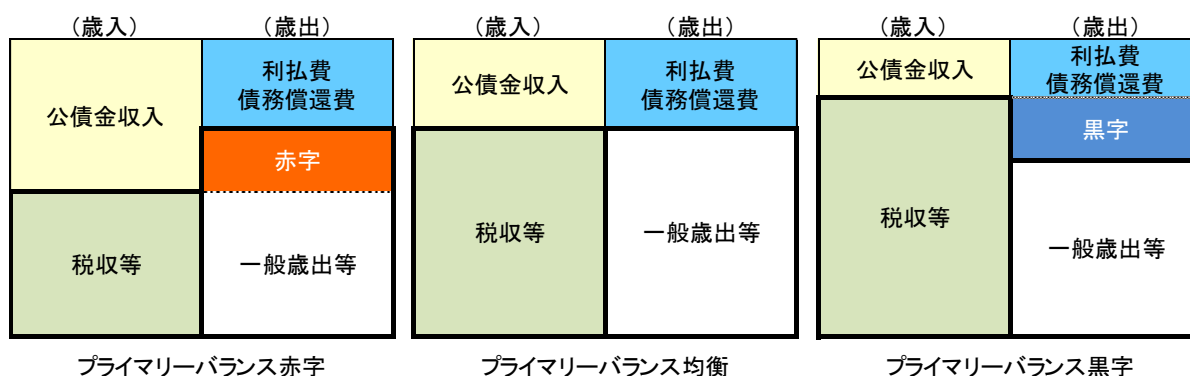 （歳入）
（歳出）
公債金収入
利払費
債務償還費
赤字
税収等
一般歳出等
プライマリーバランス赤字
（歳入）
（歳出）
公債金収入
利払費
債務償還費
税収等
一般歳出等
プライマリーバランス均衡
（歳入）
（歳出）
公債金収入
利払費
債務償還費
黒字
税収等
一般歳出等
プライマリーバランス黒字